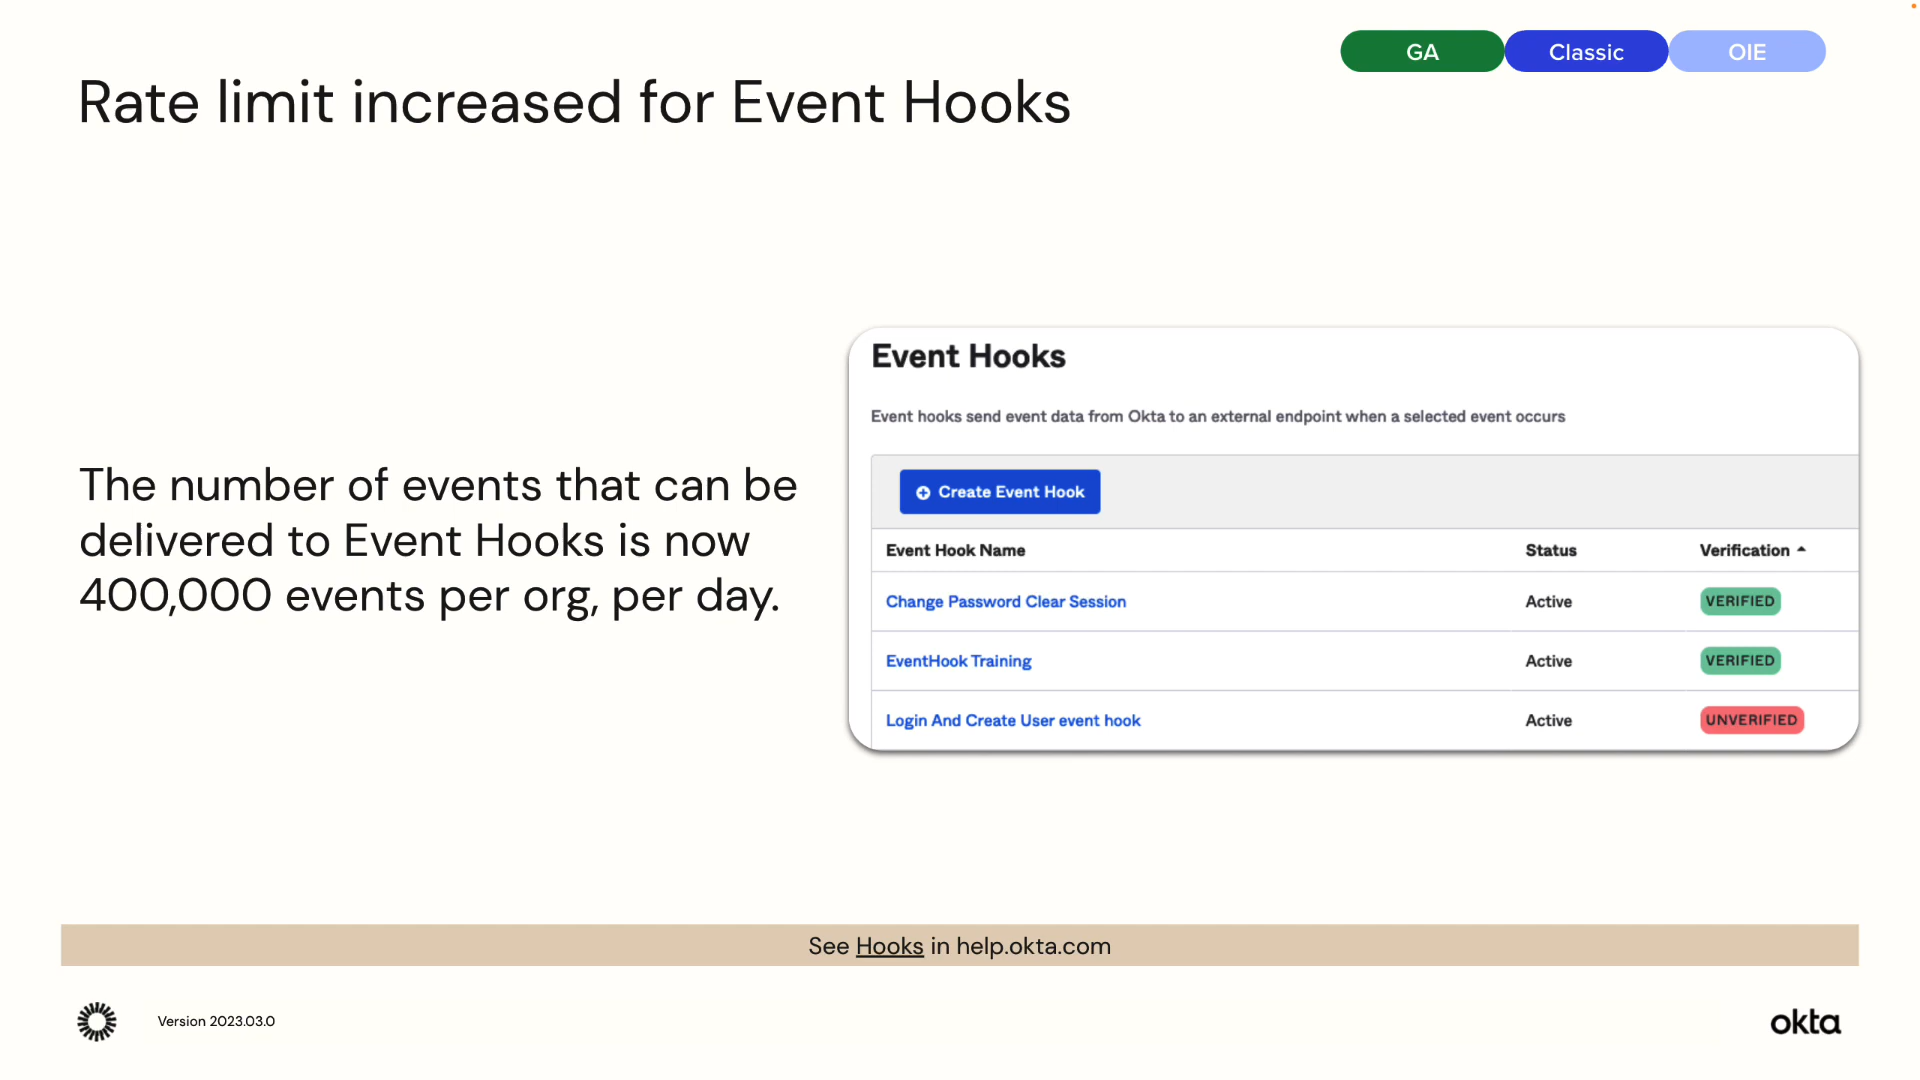 GA
Classic
OIE
Rate limit increased for Event Hooks
The number of events that can be
delivered to Event Hooks is now
400,000 events per org, per day.
Event Hooks
Event hooks send event data from Okta to an external endpoint when a selected event occurs
Create Event Hook
Event Hook Name Status Verification
Change Password Clear Session Active VERIFIED
EventHook Training Active VERIFIED
Login And Create User event hook Active UNVERIFIED
See Hooks in help.okta.com
Version 2023.03.0
okta